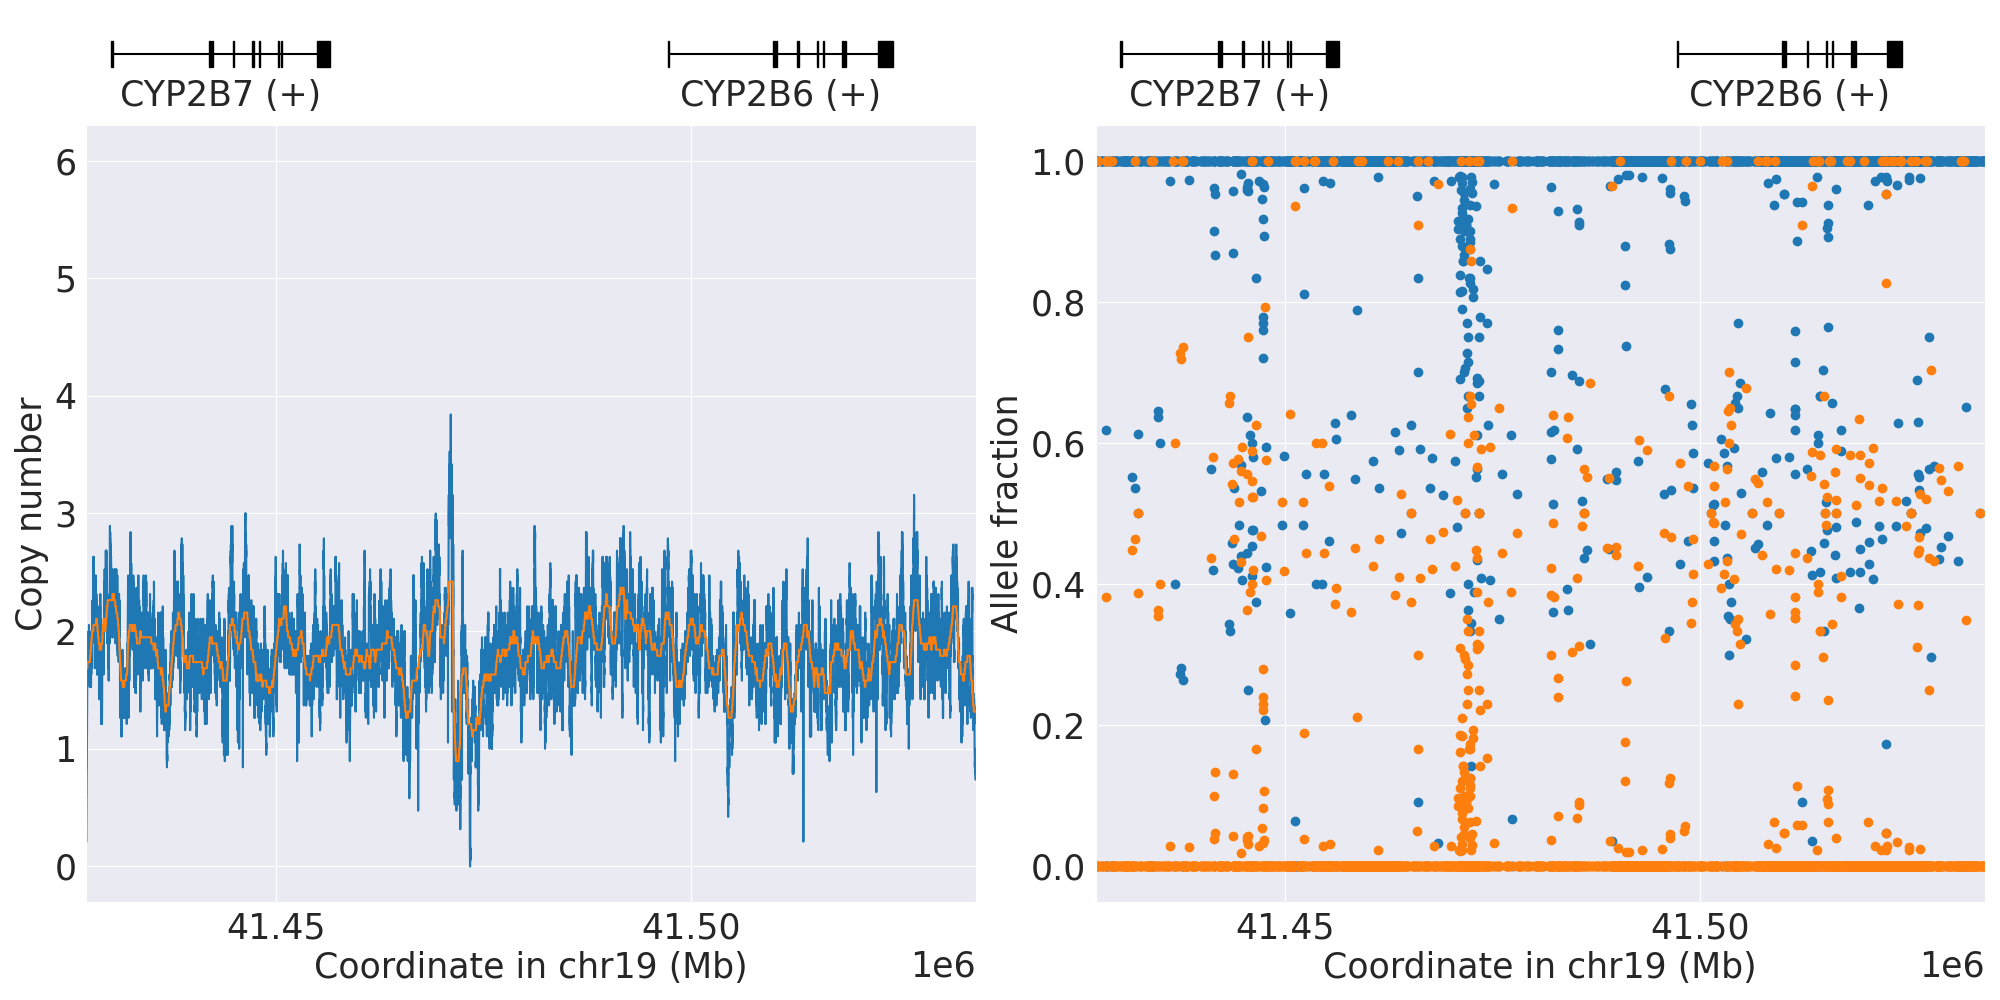 CYP2B7 (+)
CYP2B6 (+)
CYP2B7 (+)
CYP2B6 (+)
Copy number
6
5
4
3
2
1
0
41.45
41.50
Coordinate in chr19 (Mb)
1e6
Allele fraction
1.0
0.8
0.6
0.4
0.2
0.0
41.45
41.50
Coordinate in chr19 (Mb)
1e6